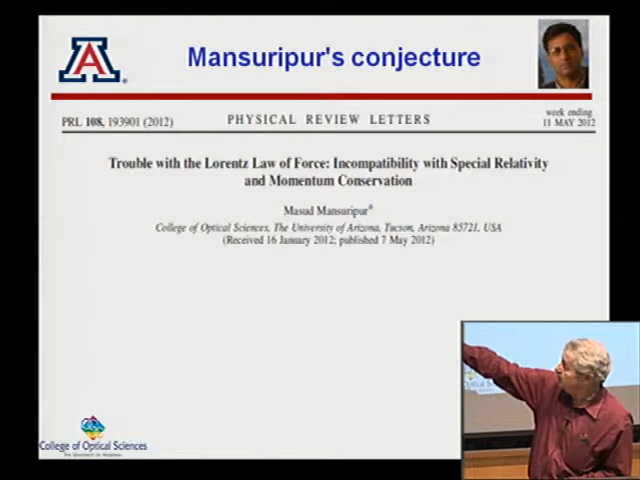 Mansuripur's conjecture
PRL 108, 193901 (2012)
PHYSICAL REVIEW LETTERS
week ending
11 MAY 2012
Trouble with the Lorentz Law of Force: Incompatibility with Special Relativity
and Momentum Conservation
Masud Mansuripur*
College of Optical Sciences, The University of Arizona, Tucson, Arizona 85721, USA
(Received 16 January 2012; published 7 May 2012)
College of Optical Sciences